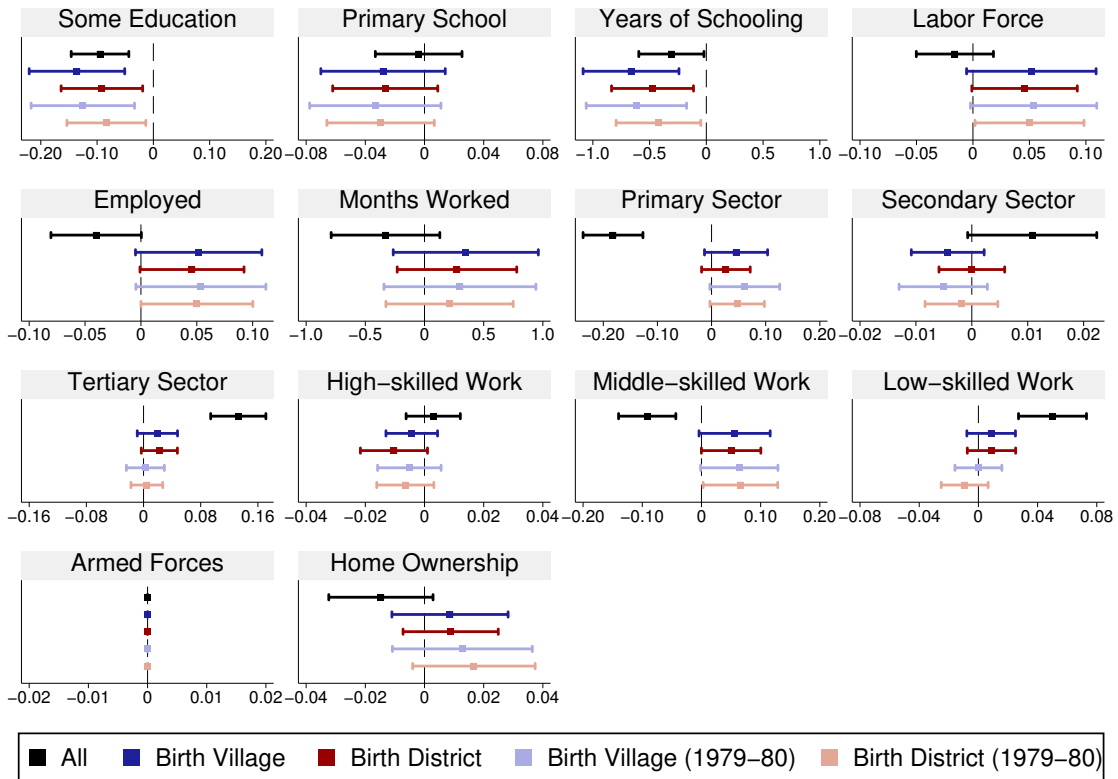 Some Education Primary School Years of Schooling Labor Force
−0.20 −0.10 0 0.10 0.20 −0.08 −0.04 0 0.04 0.08 −1.0 −0.5 0 0.5 1.0 −0.10 −0.05 0 0.05 0.10
Employed Months Worked Primary Sector Secondary Sector
−0.10 −0.05 0 0.05 0.10 −1.0 −0.5 0 0.5 1.0 −0.20 −0.10 0 0.10 0.20 −0.02 −0.01 0 0.01 0.02
Tertiary Sector High−skilled Work Middle−skilled Work Low−skilled Work
−0.16 −0.08 0 0.08 0.16 −0.04 −0.02 0 0.02 0.04 −0.20 −0.10 0 0.10 0.20 −0.08 −0.04 0 0.04 0.08
Armed Forces Home Ownership
−0.02 −0.01 0 0.01 0.02 −0.04 −0.02 0 0.02 0.04
All Birth Village Birth District Birth Village (1979−80) Birth District (1979−80)